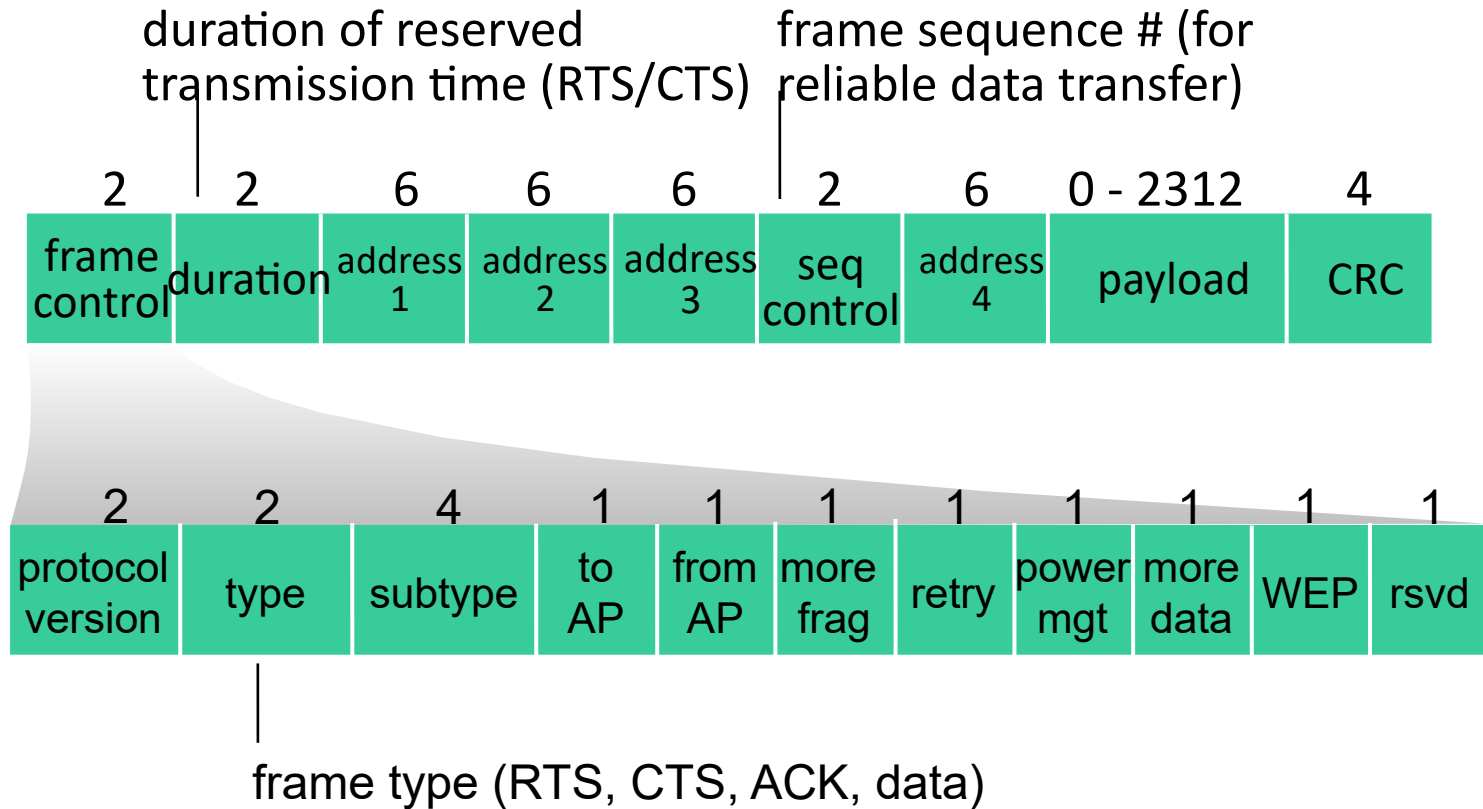 duration of reserved
transmission time (RTS/CTS)
frame sequence # (for
reliable data transfer)
2 2 6 6 6 2 6 0 - 2312 4
frame
control
duration
address
1
address
2
address
3
seq
control
address
4
payload
CRC
2 2 4 1 1 1 1 1 1 1 1
protocol
version
type
subtype
to
AP
from
AP
more
frag
retry
power
mgt
more
data
WEP
rsvd
frame type (RTS, CTS, ACK, data)